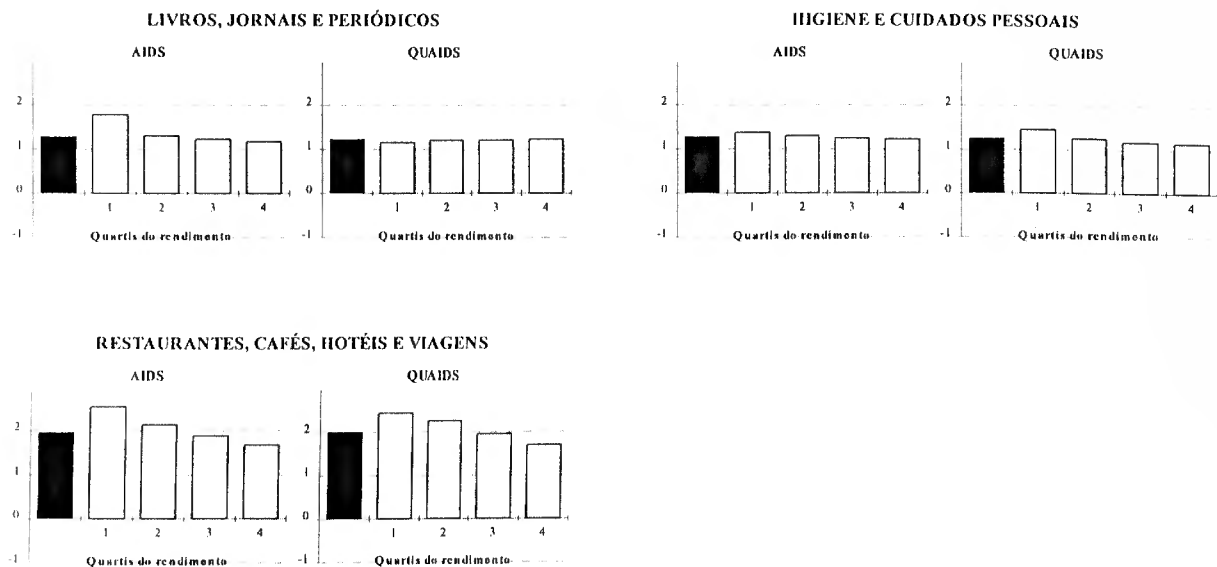 LIVROS, JORNAIS E PERIÓDICOS
AIDS
QUAIDS
2
1
0
-1
1 2 3 4
Quartis do rendimento
2
1
0
-1
1 2 3 4
Quartis do rendimento
HIGIENE E CUIDADOS PESSOAIS
AIDS
QUAIDS
2
1
0
-1
1 2 3 4
Quartis do rendimento
2
1
0
-1
1 2 3 4
Quartis do rendimento
RESTAURANTES, CAFÉS, HOTÉIS E VIAGENS
AIDS
QUAIDS
2
1
0
-1
1 2 3 4
Quartis do rendimento
2
1
0
-1
1 2 3 4
Quartis do rendimento